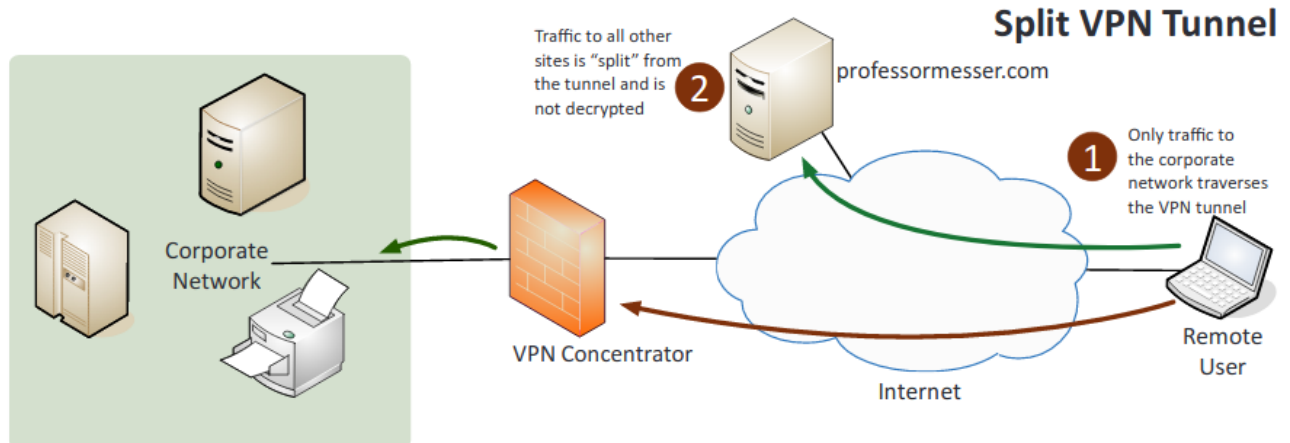 Split VPN Tunnel
Traffic to all other
sites is “split” from
the tunnel and is
not decrypted
2
professormesser.com
1
Only traffic to
the corporate
network traverses
the VPN tunnel
Corporate
Network
VPN Concentrator
Internet
Remote
User